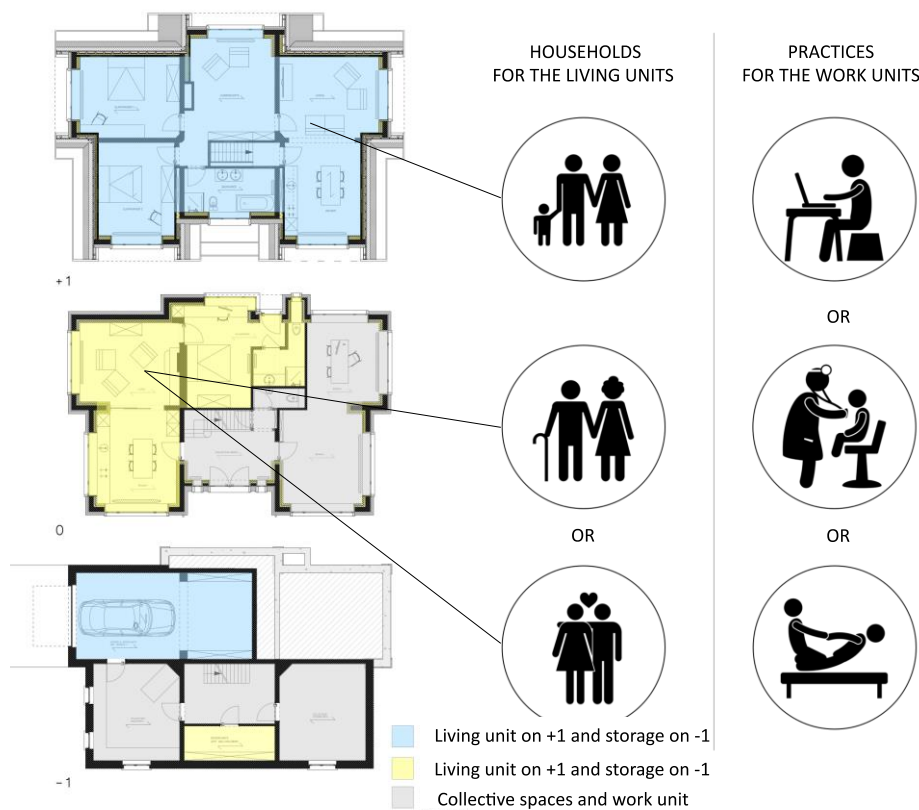 HOUSEHOLDS
FOR THE LIVING UNITS
PRACTICES
FOR THE WORK UNITS
+1
OR
0
OR
OR
Living unit on +1 and storage on -1
Living unit on +1 and storage on -1
Collective spaces and work unit
-1